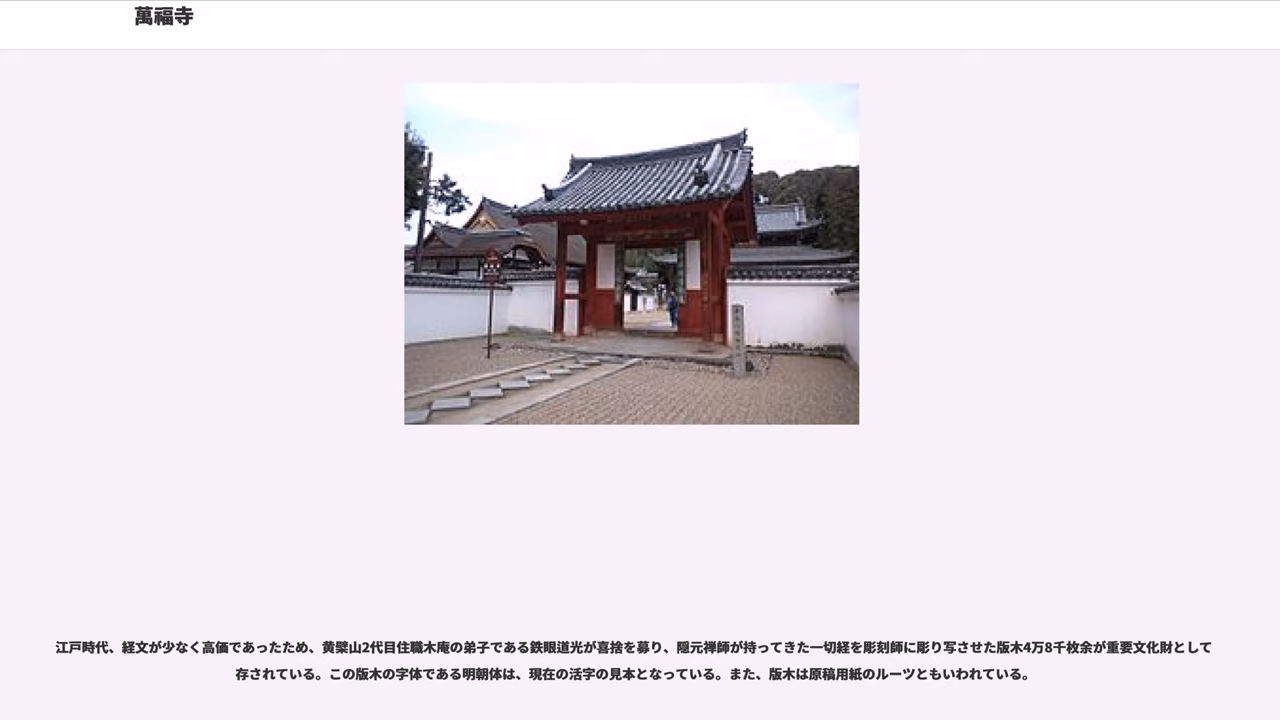 萬福寺
江戸時代、経文が少なく高価であったため、黄檗山2代目住職木庵の弟子である鉄眼道光が喜捨を募り、隠元禅師が持ってきた一切経を彫刻師に彫り写させた版木4万8千枚余が重要文化財として
存されている。この版木の字体である明朝体は、現在の活字の見本となっている。また、版木は原稿用紙のルーツともいわれている。